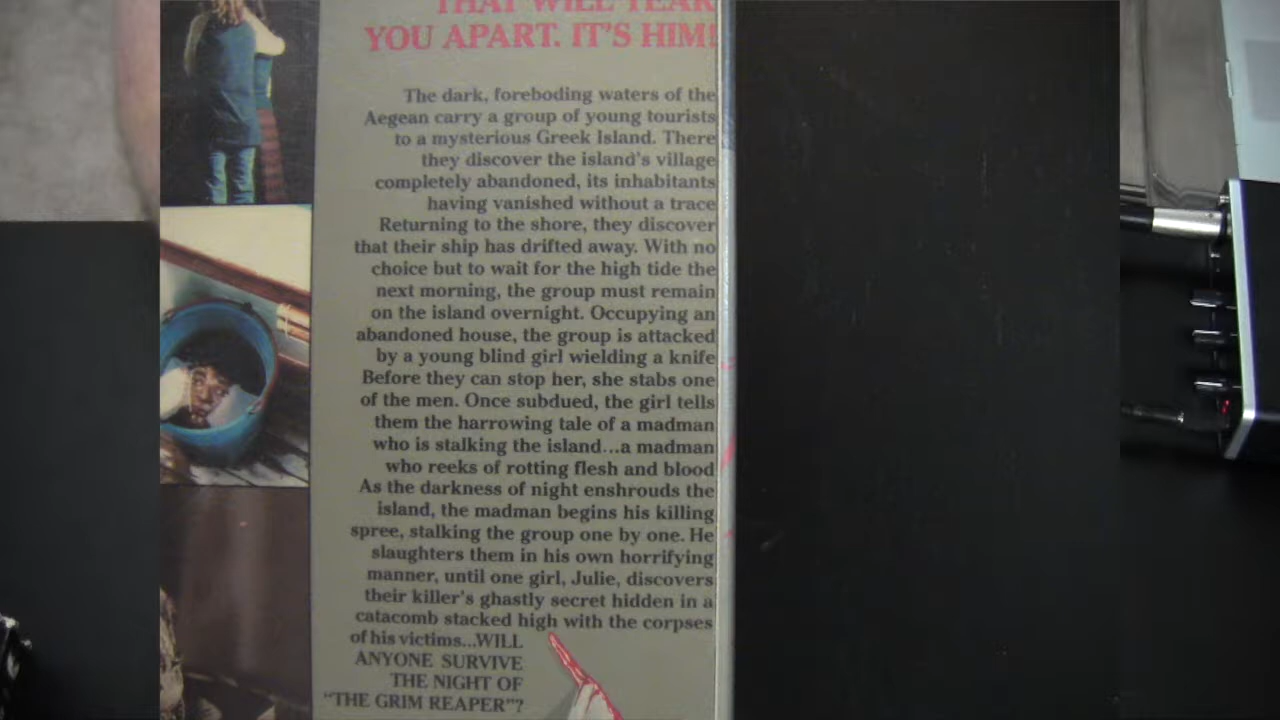 THAT WILL TEAR
YOU APART. IT'S HIM!
The dark, foreboding waters of the
Aegean carry a group of young tourists
to a mysterious Greek Island. There
they discover the island's village
completely abandoned, its inhabitants
having vanished without a trace
Returning to the shore, they discover
that their ship has drifted away. With no
choice but to wait for the high tide the
next morning, the group must remain
on the island overnight. Occupying an
abandoned house, the group is attacked
by a young blind girl wielding a knife
Before they can stop her, she stabs one
of the men. Once subdued, the girl tells
them the harrowing tale of a madman
who is stalking the island...a madman
who reeks of rotting flesh and blood
As the darkness of night enshrouds the
island, the madman begins his killing
spree, stalking the group one by one. He
slaughters them in his own horrifying
manner, until one girl, Julie, discovers
their killer's ghastly secret hidden in a
catacomb stacked high with the corpses
of his victims...WILL
ANYONE SURVIVE
THE NIGHT OF
"THE GRIM REAPER"?